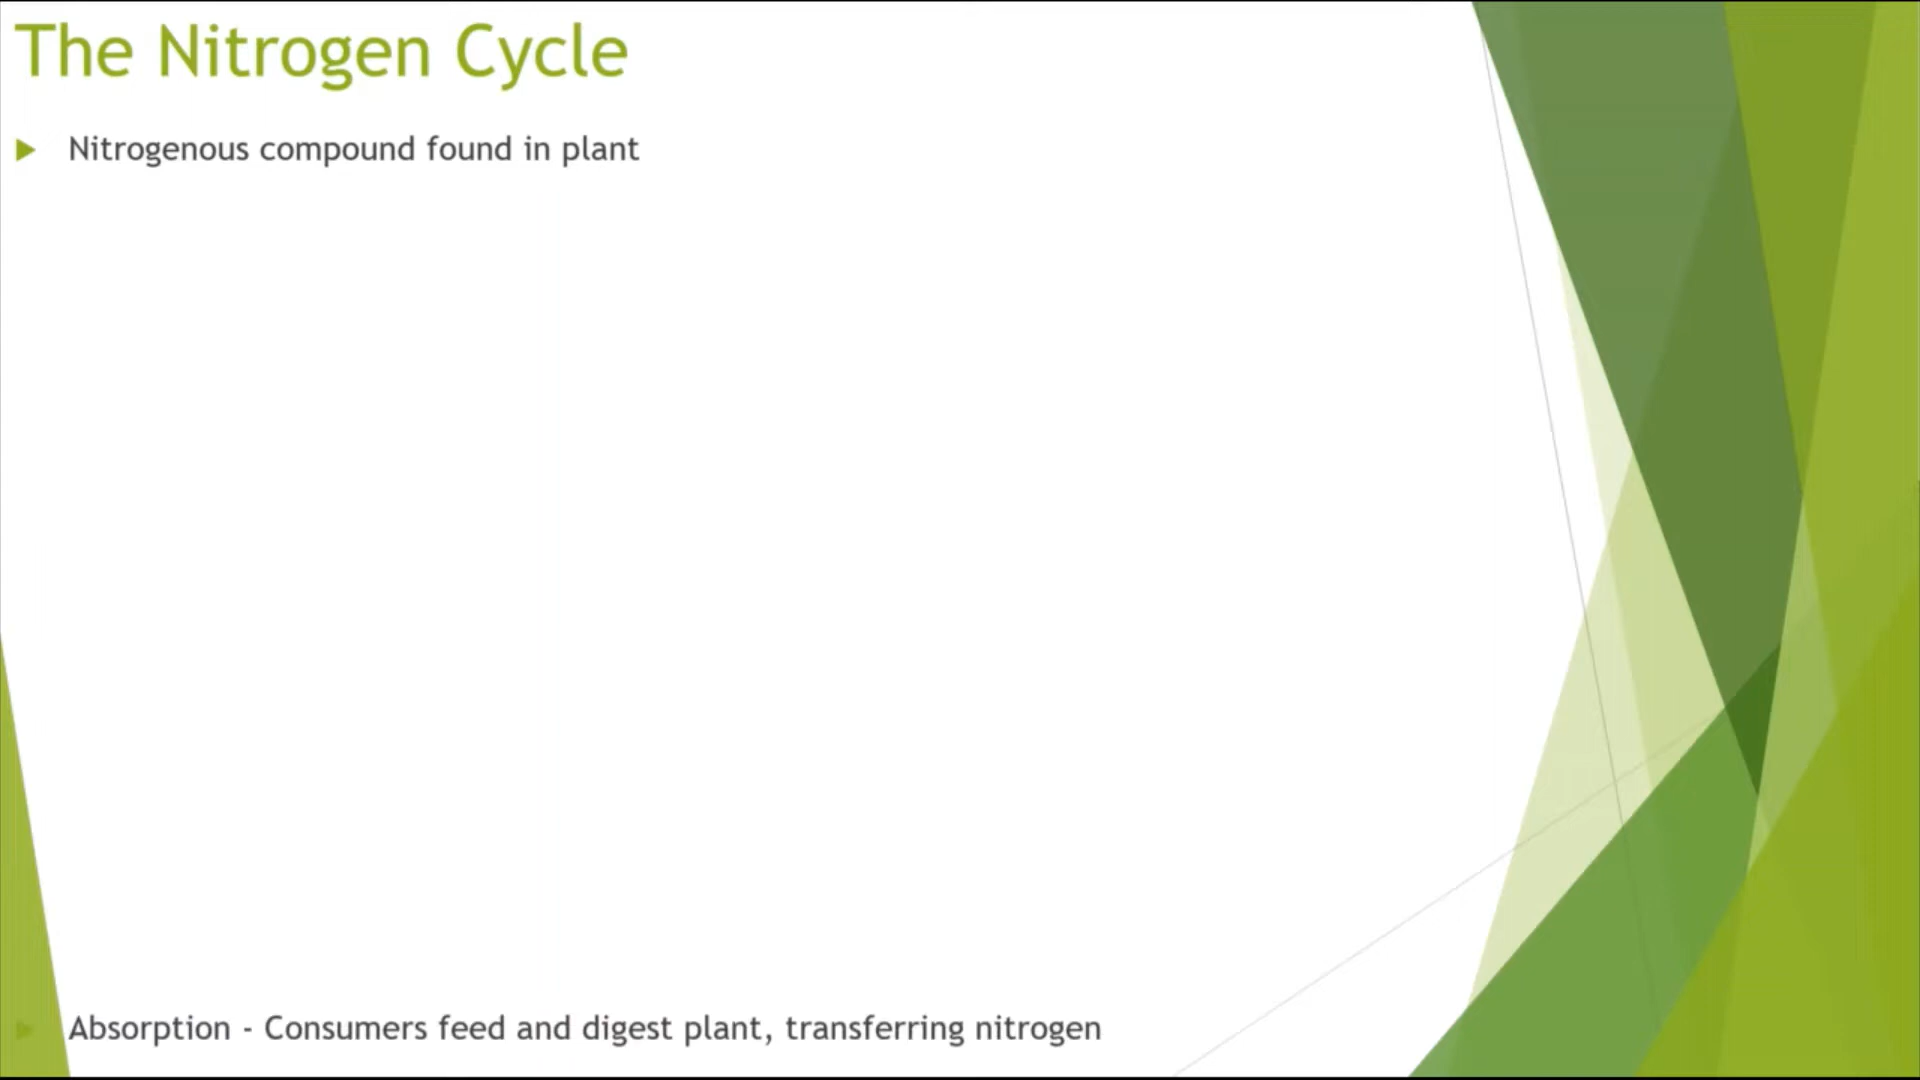 The Nitrogen Cycle
Nitrogenous compound found in plant
Absorption - Consumers feed and digest plant, transferring nitrogen